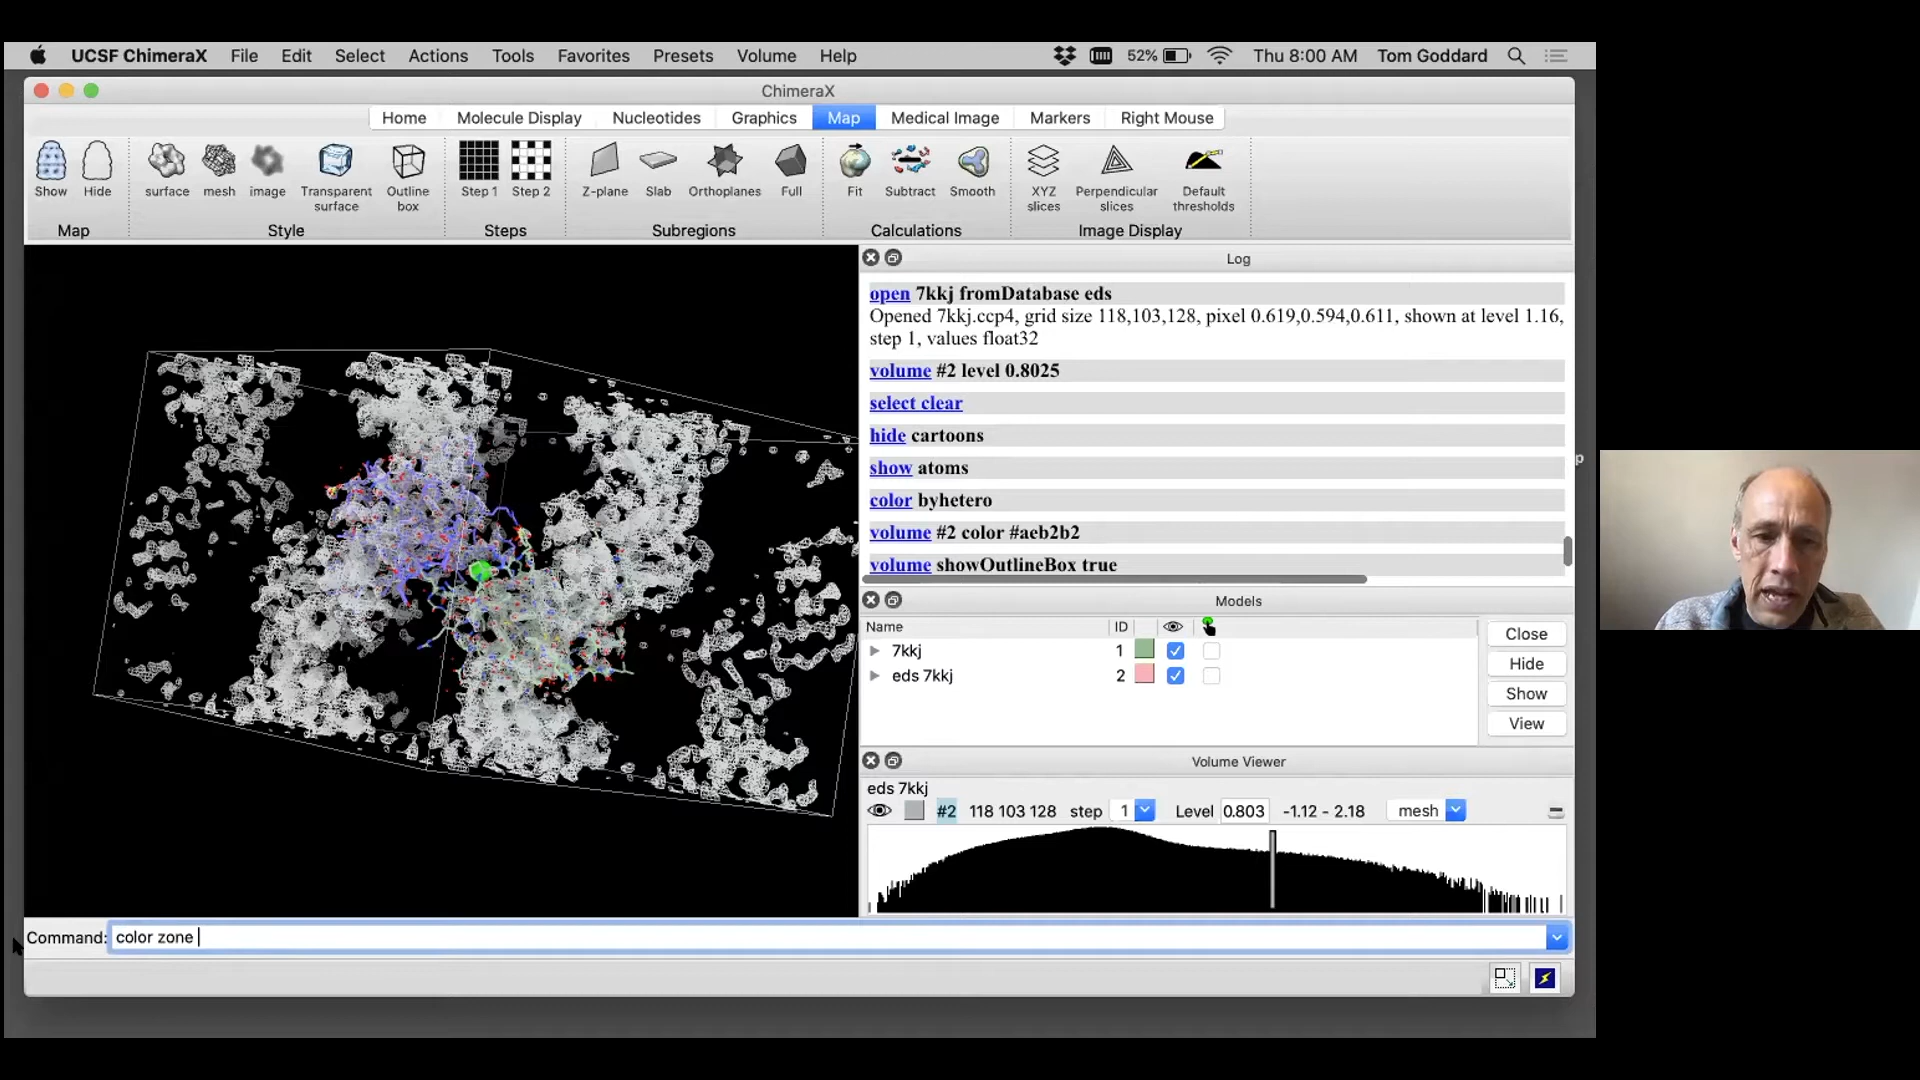 UCSF ChimeraX File Edit Select Actions Tools Favorites Presets Volume Help 52% Thu 8:00 AM Tom Goddard
ChimeraX
Home Molecule Display Nucleotides Graphics Map Medical Image Markers Right Mouse
Show Hide surface mesh image Transparent surface Outline box Step 1 Step 2 Z-plane Slab Orthoplanes Full Fit Subtract Smooth XYZ slices Perpendicular slices Default thresholds
Map Style Steps Subregions Calculations Image Display
Log
open 7kkj fromDatabase eds
Opened 7kkj.ccp4, grid size 118,103,128, pixel 0.619,0.594,0.611, shown at level 1.16,
step 1, values float32
volume #2 level 0.8025
select clear
hide cartoons
show atoms
color byhetero
volume #2 color #aeb2b2
volume showOutlineBox true
p
Models
Name ID
7kkj 1
eds 7kkj 2
Close
Hide
Show
View
Volume Viewer
eds 7kkj
#2 118 103 128 step 1 Level 0.803 -1.12 - 2.18 mesh
Command: color zone